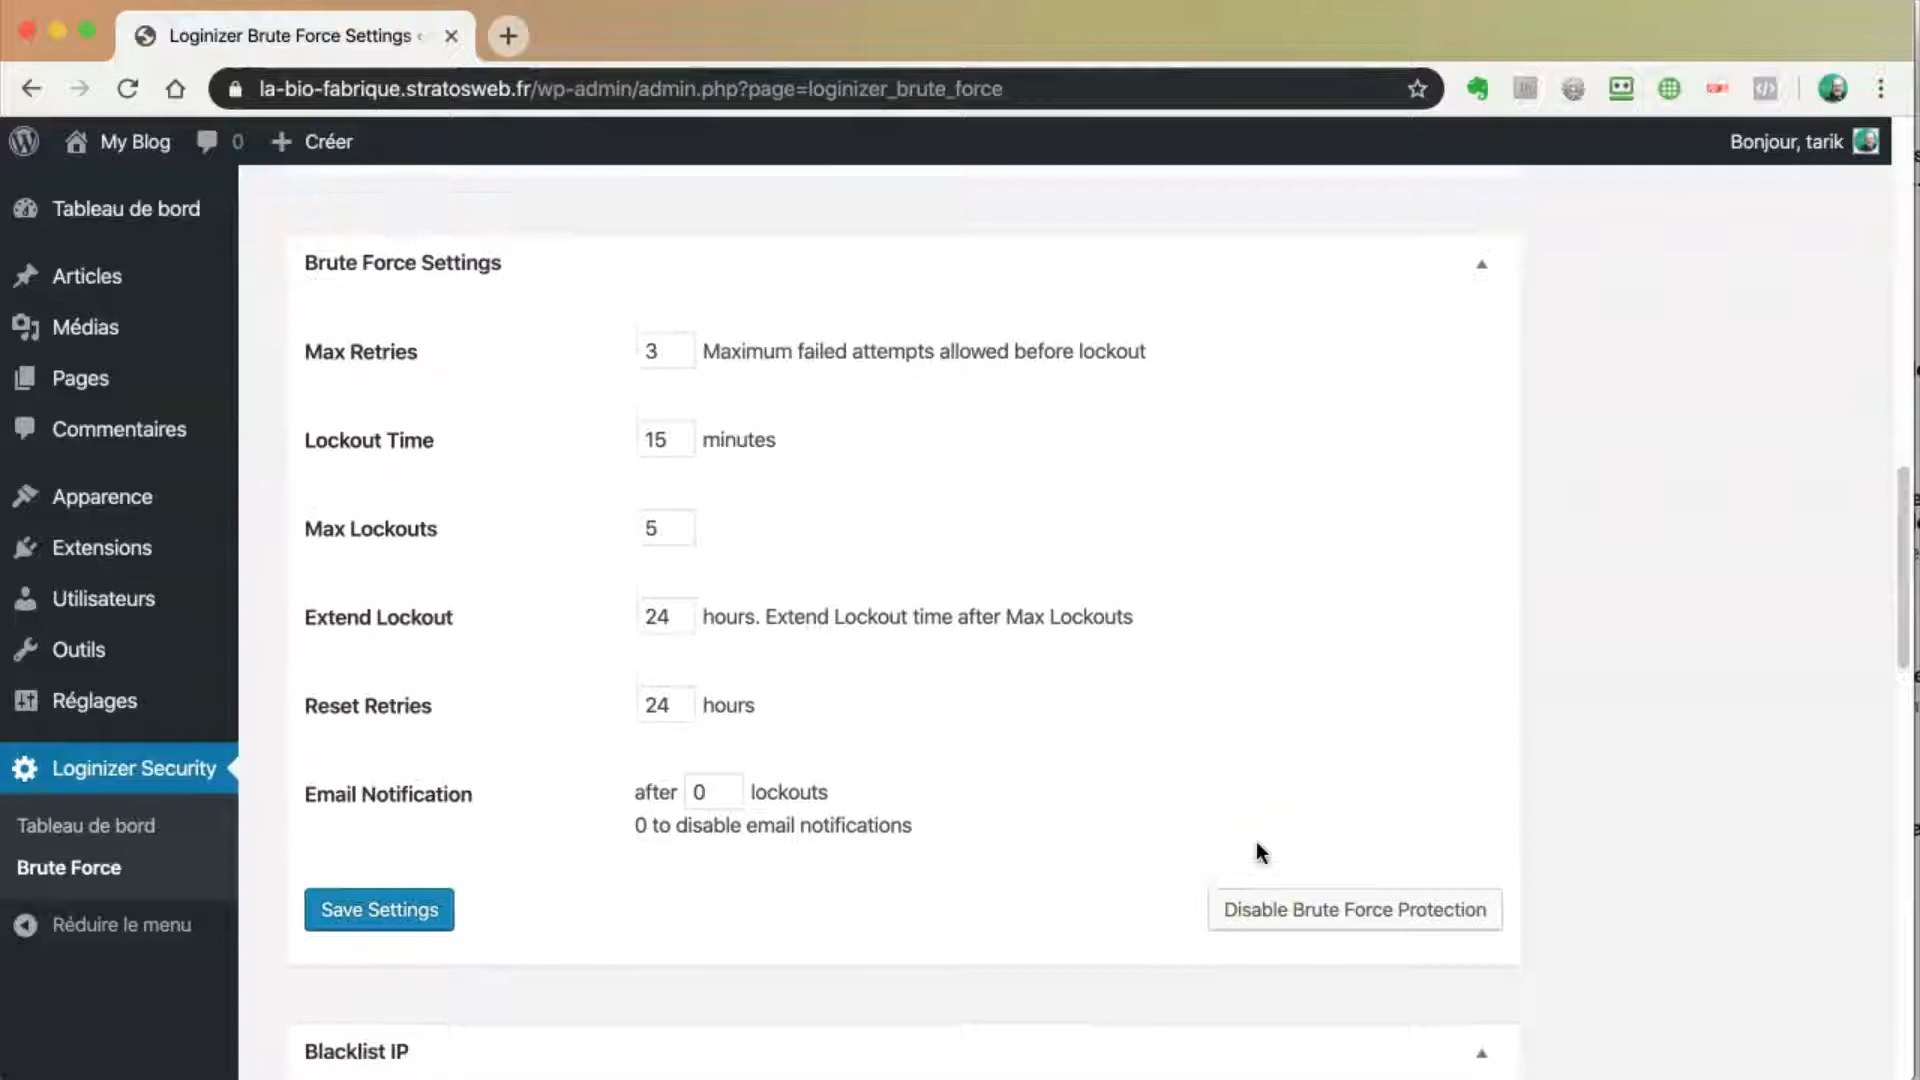 Loginizer Brute Force Settings
la-bio-fabrique.stratosweb.fr/wp-admin/admin.php?page=loginizer_brute_force
My Blog 0 Créer Bonjour, tarik
Tableau de bord
Articles
Médias
Pages
Commentaires
Apparence
Extensions
Utilisateurs
Outils
Réglages
Loginizer Security
Tableau de bord
Brute Force
Réduire le menu
Brute Force Settings
Max Retries 3 Maximum failed attempts allowed before lockout
Lockout Time 15 minutes
Max Lockouts 5
Extend Lockout 24 hours. Extend Lockout time after Max Lockouts
Reset Retries 24 hours
Email Notification after 0 lockouts
0 to disable email notifications
Save Settings Disable Brute Force Protection
Blacklist IP